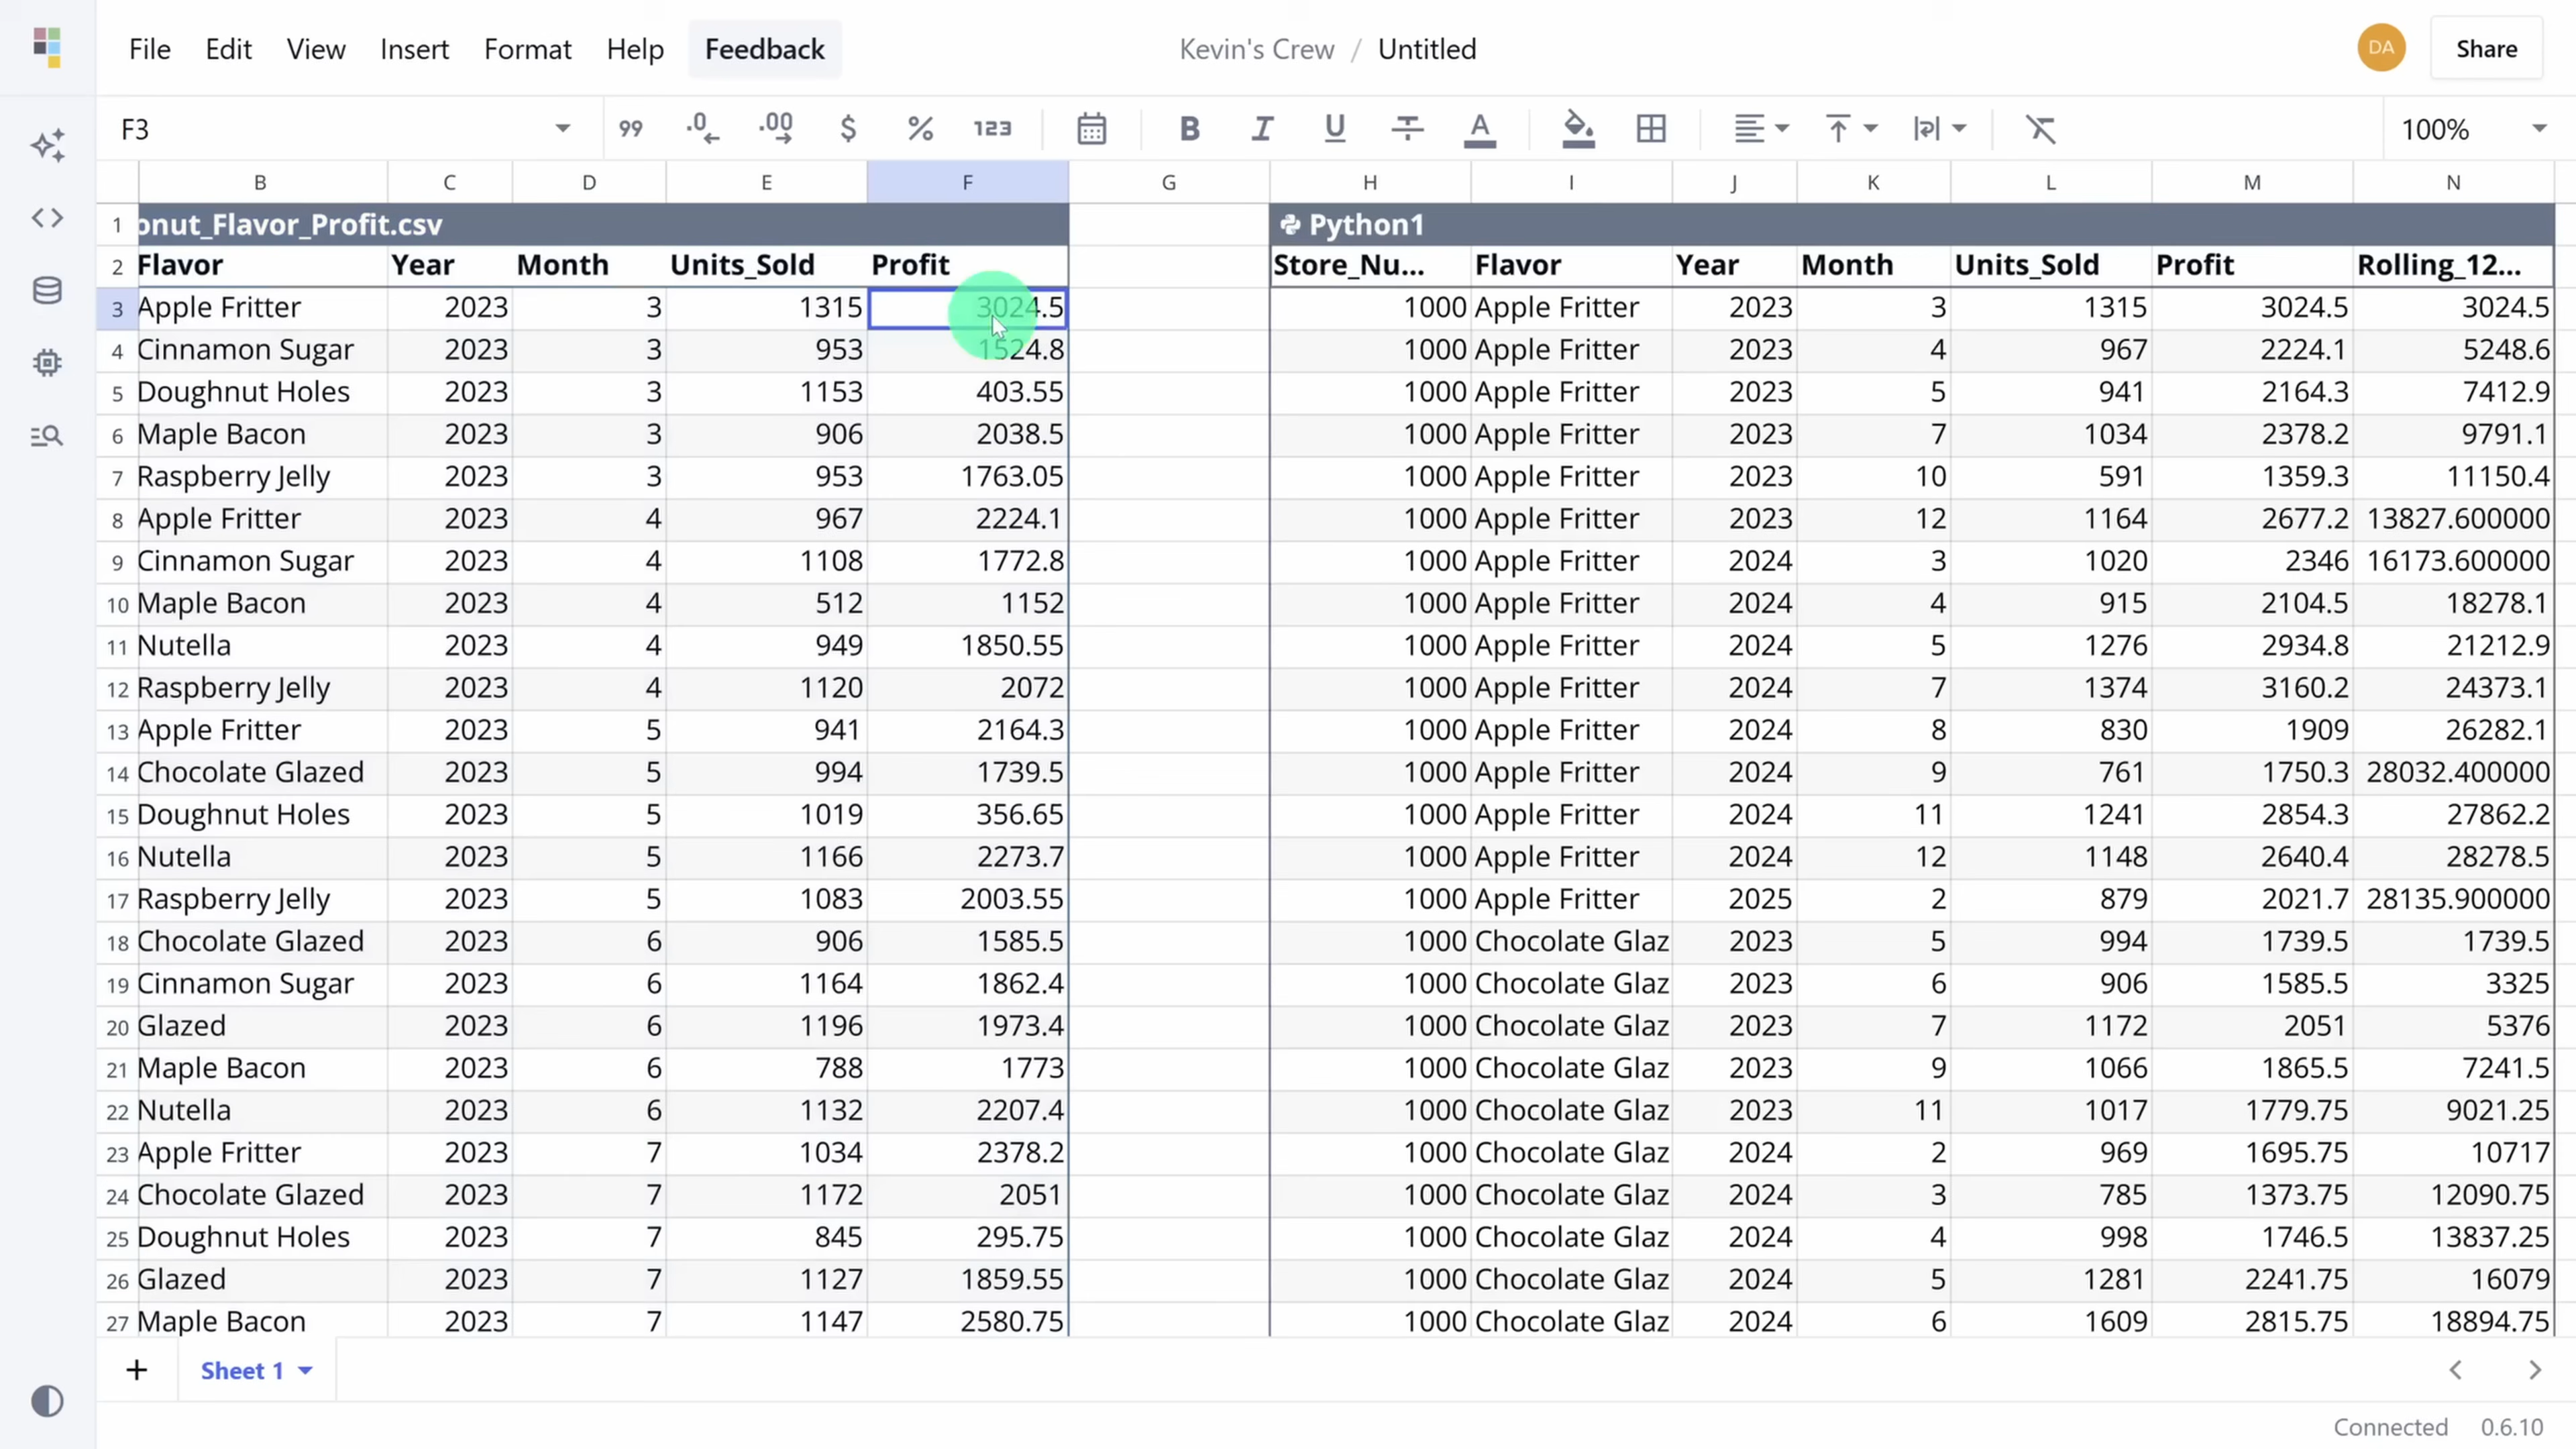 File Edit View Insert Format Help Feedback Kevin's Crew / Untitled DA Share
F3 99 .0 .00 $ % 123 B I U A 100%
B C D E F G H I J K L M N
1 onut_Flavor_Profit.csv Python1
2 Flavor Year Month Units_Sold Profit Store_Nu... Flavor Year Month Units_Sold Profit Rolling_12...
3 Apple Fritter 2023 3 1315 3024.5 1000 Apple Fritter 2023 3 1315 3024.5 3024.5
4 Cinnamon Sugar 2023 3 953 1524.8 1000 Apple Fritter 2023 4 967 2224.1 5248.6
5 Doughnut Holes 2023 3 1153 403.55 1000 Apple Fritter 2023 5 941 2164.3 7412.9
6 Maple Bacon 2023 3 906 2038.5 1000 Apple Fritter 2023 7 1034 2378.2 9791.1
7 Raspberry Jelly 2023 3 953 1763.05 1000 Apple Fritter 2023 10 591 1359.3 11150.4
8 Apple Fritter 2023 4 967 2224.1 1000 Apple Fritter 2023 12 1164 2677.2 13827.600000
9 Cinnamon Sugar 2023 4 1108 1772.8 1000 Apple Fritter 2024 3 1020 2346 16173.600000
10 Maple Bacon 2023 4 512 1152 1000 Apple Fritter 2024 4 915 2104.5 18278.1
11 Nutella 2023 4 949 1850.55 1000 Apple Fritter 2024 5 1276 2934.8 21212.9
12 Raspberry Jelly 2023 4 1120 2072 1000 Apple Fritter 2024 7 1374 3160.2 24373.1
13 Apple Fritter 2023 5 941 2164.3 1000 Apple Fritter 2024 8 830 1909 26282.1
14 Chocolate Glazed 2023 5 994 1739.5 1000 Apple Fritter 2024 9 761 1750.3 28032.400000
15 Doughnut Holes 2023 5 1019 356.65 1000 Apple Fritter 2024 11 1241 2854.3 27862.2
16 Nutella 2023 5 1166 2273.7 1000 Apple Fritter 2024 12 1148 2640.4 28278.5
17 Raspberry Jelly 2023 5 1083 2003.55 1000 Apple Fritter 2025 2 879 2021.7 28135.900000
18 Chocolate Glazed 2023 6 906 1585.5 1000 Chocolate Glaz 2023 5 994 1739.5 1739.5
19 Cinnamon Sugar 2023 6 1164 1862.4 1000 Chocolate Glaz 2023 6 906 1585.5 3325
20 Glazed 2023 6 1196 1973.4 1000 Chocolate Glaz 2023 7 1172 2051 5376
21 Maple Bacon 2023 6 788 1773 1000 Chocolate Glaz 2023 9 1066 1865.5 7241.5
22 Nutella 2023 6 1132 2207.4 1000 Chocolate Glaz 2023 11 1017 1779.75 9021.25
23 Apple Fritter 2023 7 1034 2378.2 1000 Chocolate Glaz 2024 2 969 1695.75 10717
24 Chocolate Glazed 2023 7 1172 2051 1000 Chocolate Glaz 2024 3 785 1373.75 12090.75
25 Doughnut Holes 2023 7 845 295.75 1000 Chocolate Glaz 2024 4 998 1746.5 13837.25
26 Glazed 2023 7 1127 1859.55 1000 Chocolate Glaz 2024 5 1281 2241.75 16079
27 Maple Bacon 2023 7 1147 2580.75 1000 Chocolate Glaz 2024 6 1609 2815.75 18894.75
+ Sheet 1
Connected 0.6.10